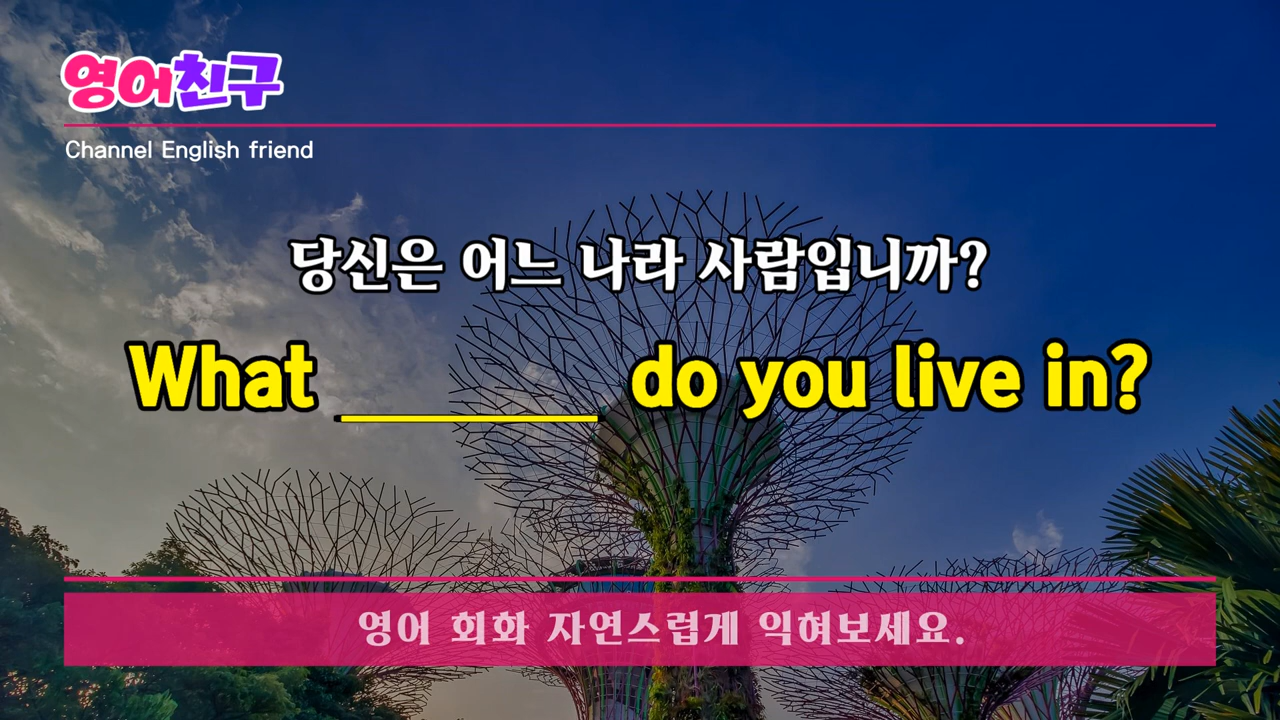 영어친구
Channel English friend
당신은 어느 나라 사람입니까?
What ______ do you live in?
영어 회화 자연스럽게 익혀보세요.